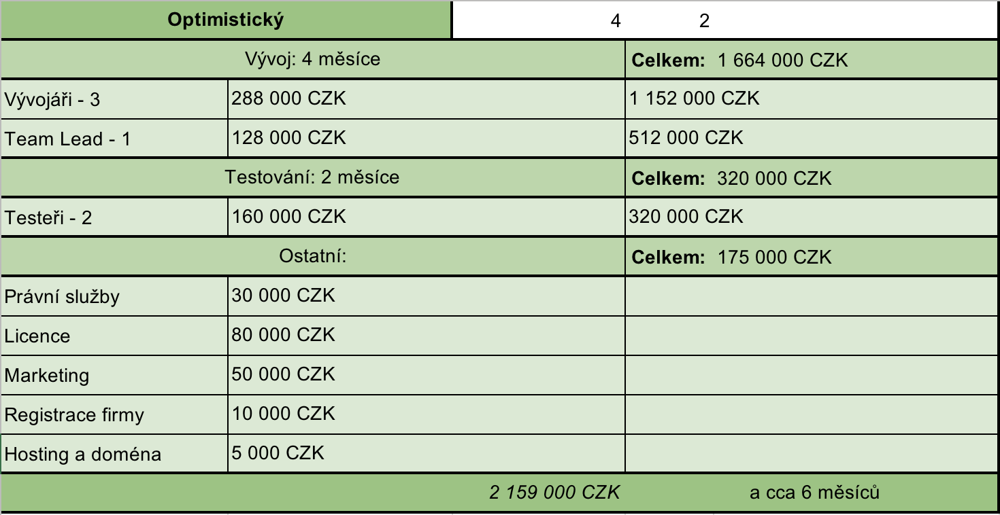 Optimistický 4 2
Vývoj: 4 měsíce Celkem: 1 664 000 CZK
Vývojáři - 3 288 000 CZK 1 152 000 CZK
Team Lead - 1 128 000 CZK 512 000 CZK
Testování: 2 měsíce Celkem: 320 000 CZK
Testeři - 2 160 000 CZK 320 000 CZK
Ostatní: Celkem: 175 000 CZK
Právní služby 30 000 CZK
Licence 80 000 CZK
Marketing 50 000 CZK
Registrace firmy 10 000 CZK
Hosting a doména 5 000 CZK
2 159 000 CZK a cca 6 měsíců